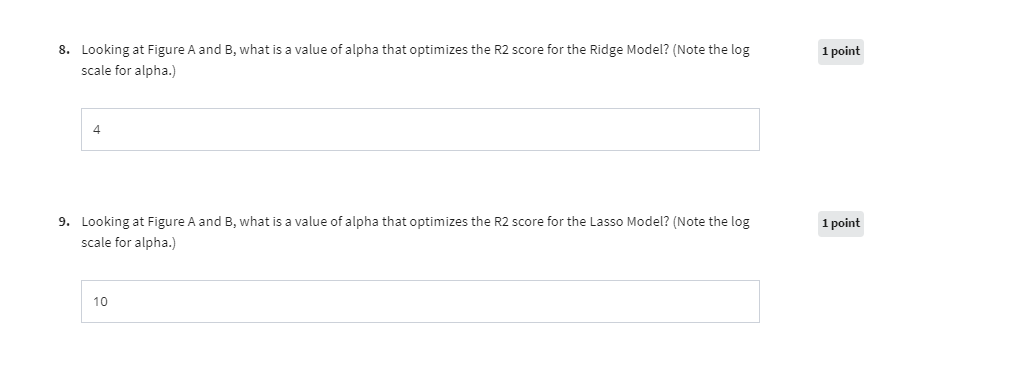 8. Looking at Figure A and B, what is a value of alpha that optimizes the R2 score for the Ridge Model? (Note the log
scale for alpha.)
1 point
4
9. Looking at Figure A and B, what is a value of alpha that optimizes the R2 score for the Lasso Model? (Note the log
scale for alpha.)
1 point
10